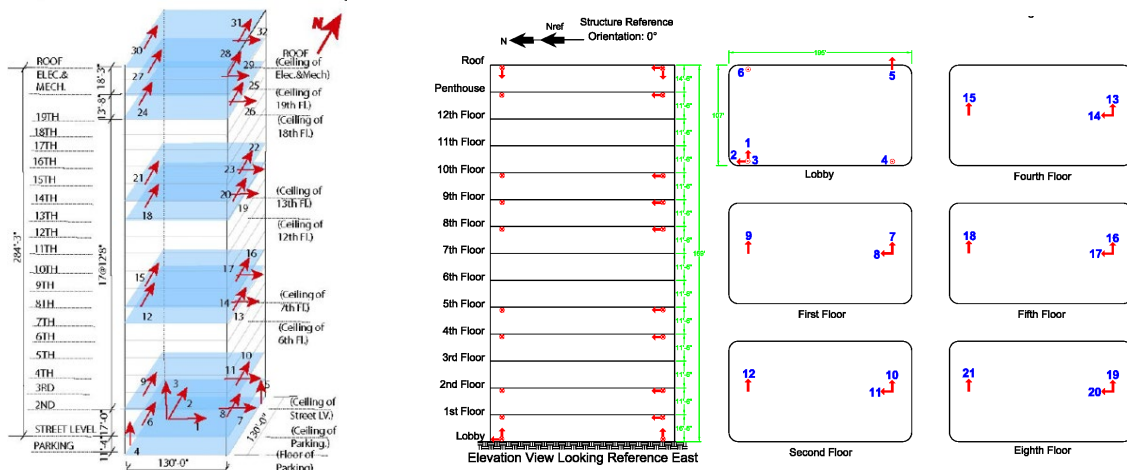 N
31
32
30
28
29
27
25
24
26
ROOF
ELEC.&
MECH.
19TH
18TH
17TH
16TH
15TH
14TH
13TH
12TH
11TH
10TH
9TH
8TH
7TH
6TH
5TH
4TH
3RD
2ND
STREET LEVEL
PARKING
284'-3"
18'-3"
13'-8"
17@12'8"
17'-0"
11'-4"
130'-0"
130'-0"
ROOF
(Ceiling of
Elec.&Mech)
(Ceiling of
19th Fl.)
(Ceiling of
18th Fl.)
(Ceiling of
13th Fl.)
(Ceiling of
12th Fl.)
(Ceiling of
7th Fl.)
(Ceiling of
6th Fl.)
(Ceiling of
Street LV.)
(Ceiling of
Parking.)
(Floor of
Parking)
22
23
21
20
19
18
16
17
15
14
13
12
10
11
9
3
2
5
8
7
6
1
4
Structure Reference
Orientation: 0°
N
Nref
Roof
Penthouse
12th Floor
11th Floor
10th Floor
9th Floor
8th Floor
7th Floor
6th Floor
5th Floor
4th Floor
3rd Floor
2nd Floor
1st Floor
Lobby
Elevation View Looking Reference East
6
5
1
2
3
4
Lobby
15
13
14
Fourth Floor
9
7
8
First Floor
18
16
17
Fifth Floor
12
10
11
Second Floor
21
19
20
Eighth Floor